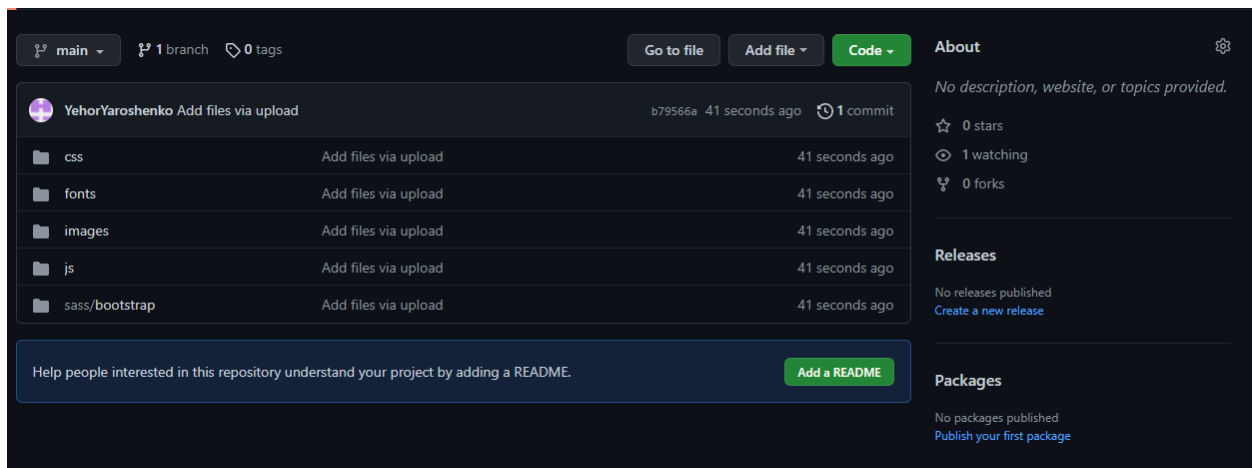 main 1 branch 0 tags Go to file Add file Code
YehorYaroshenko Add files via upload b79566a 41 seconds ago 1 commit
css Add files via upload 41 seconds ago
fonts Add files via upload 41 seconds ago
images Add files via upload 41 seconds ago
js Add files via upload 41 seconds ago
sass/bootstrap Add files via upload 41 seconds ago
Help people interested in this repository understand your project by adding a README. Add a README
About
No description, website, or topics provided.
0 stars
1 watching
0 forks
Releases
No releases published
Create a new release
Packages
No packages published
Publish your first package